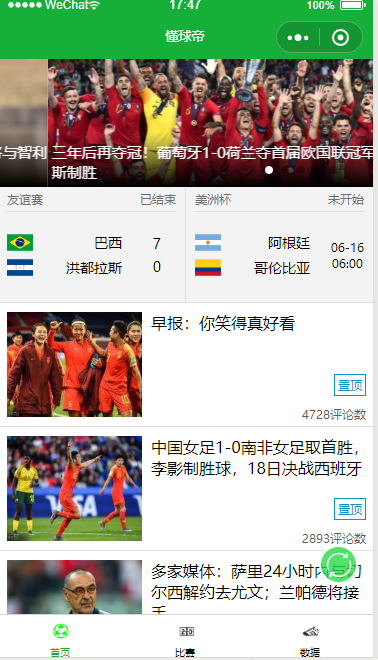 WeChat
17:47
100%
懂球帝
与智利
三年后再夺冠！葡萄牙1-0荷兰夺首届欧国联冠军
斯制胜
友谊赛
已结束
巴西
7
洪都拉斯
0
美洲杯
未开始
阿根廷
哥伦比亚
06-16
06:00
早报：你笑得真好看
置顶
4728评论数
中国女足1-0南非女足取首胜，
李影制胜球，18日决战西班牙
置顶
2893评论数
多家媒体：萨里24小时内与切
尔西解约去尤文；兰帕德将接
手
首页
比赛
数据